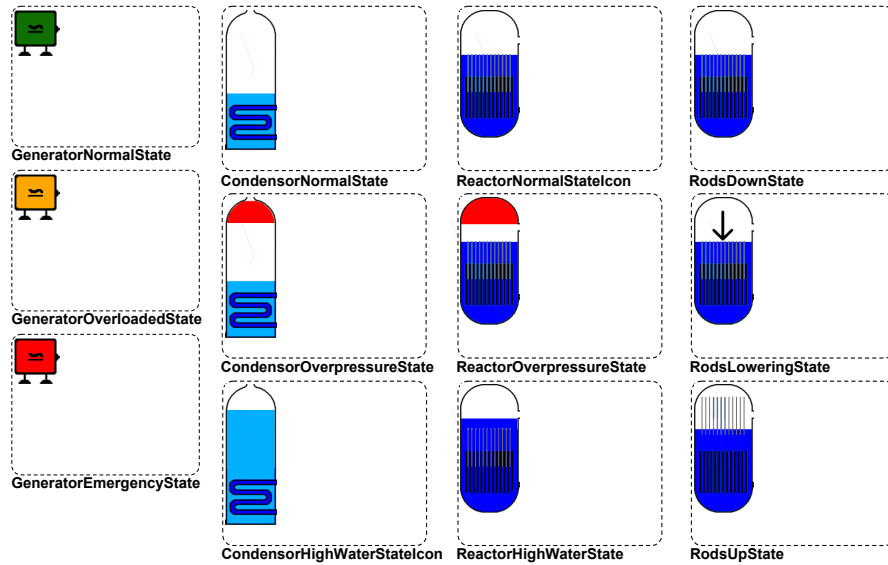 GeneratorNormalState
CondensorNormalState
ReactorNormalStateIcon
RodsDownState
GeneratorOverloadedState
CondensorOverpressureState
ReactorOverpressureState
RodsLoweringState
GeneratorEmergencyState
CondensorHighWaterStateIcon
ReactorHighWaterState
RodsUpState